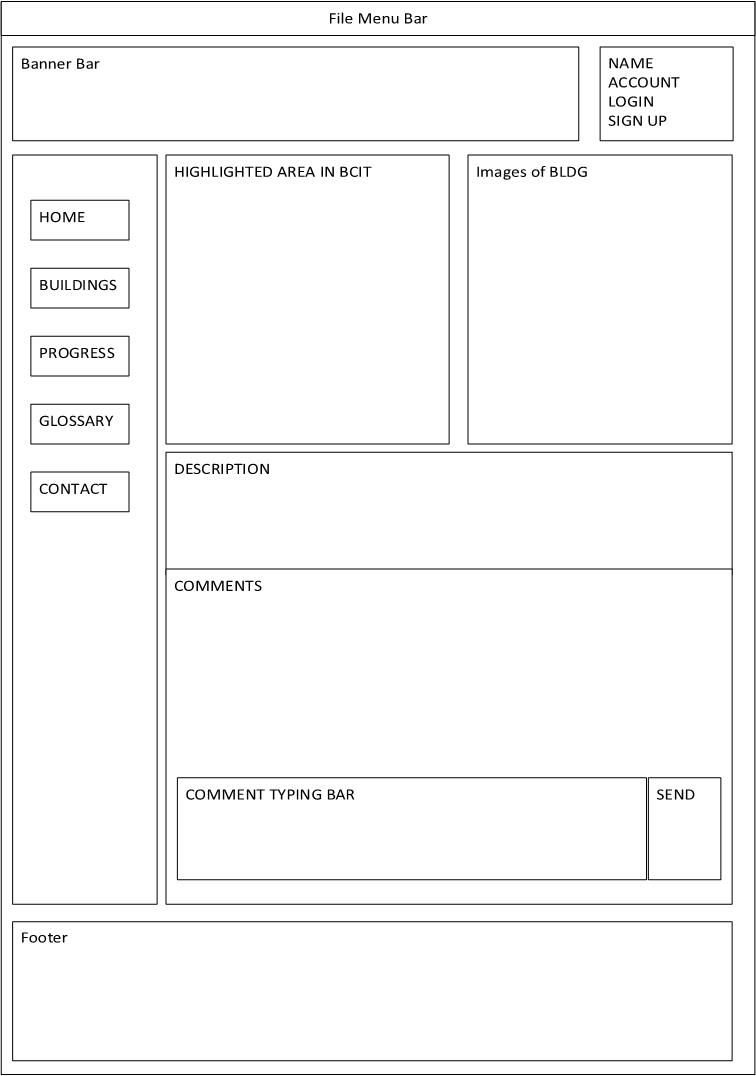 File Menu Bar
Banner Bar
NAME
ACCOUNT
LOGIN
SIGN UP
HOME
BUILDINGS
PROGRESS
GLOSSARY
CONTACT
HIGHLIGHTED AREA IN BCIT
Images of BLDG
DESCRIPTION
COMMENTS
COMMENT TYPING BAR
SEND
Footer